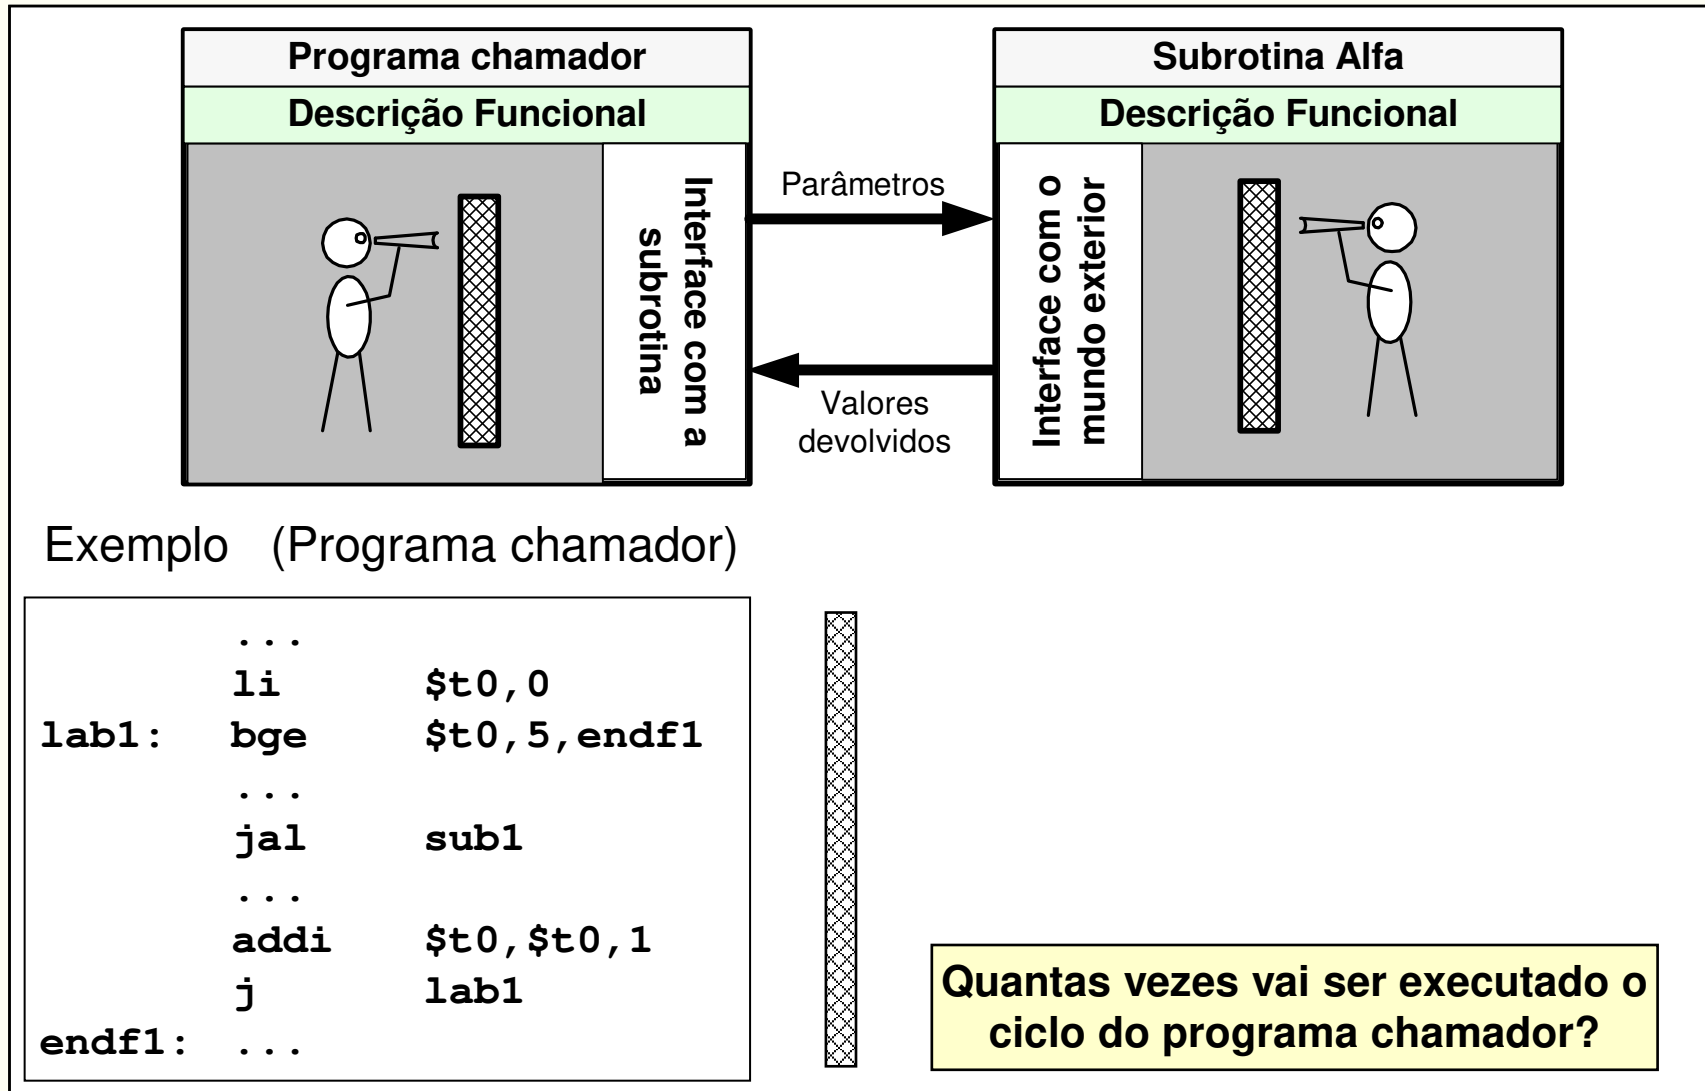 Programa chamador
Descrição Funcional
Interface com a
subrotina
Parâmetros
Valores
devolvidos
Subrotina Alfa
Descrição Funcional
Interface com o
mundo exterior
Exemplo (Programa chamador)
...
li $t0,0
lab1: bge $t0,5,endf1
...
jal sub1
...
addi $t0,$t0,1
j lab1
endf1: ...
Quantas vezes vai ser executado o
ciclo do programa chamador?